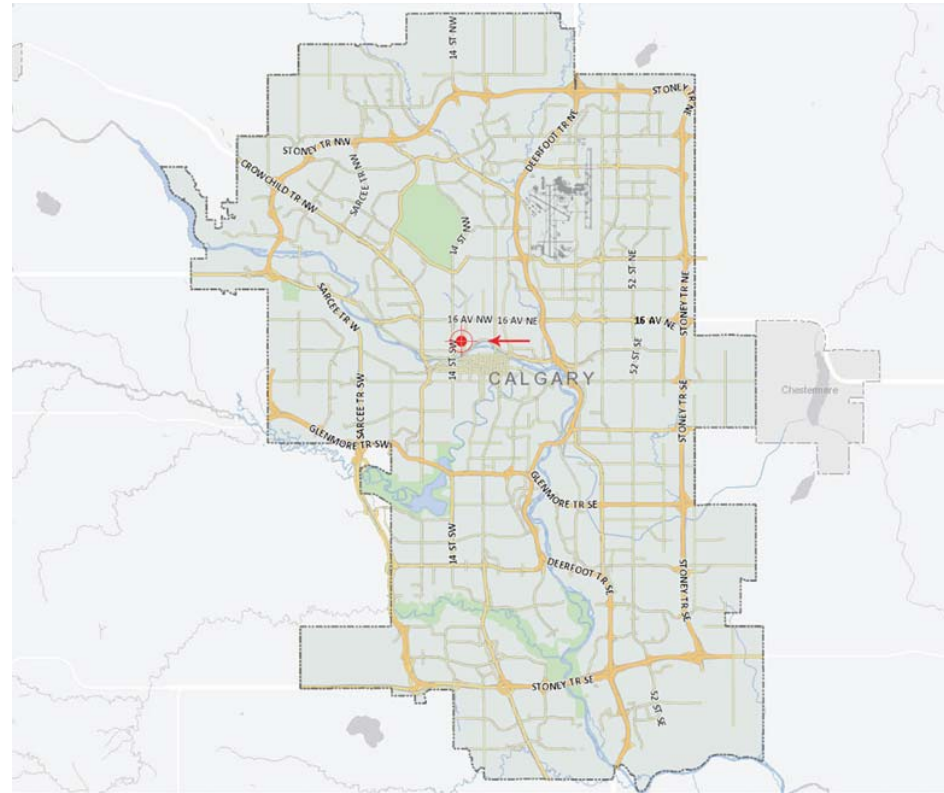 14 ST NW
STONEY TR NE
STONEY TR NW
DEERFOOT TR NE
CROWCHILD TR NW
SARCEE TR NW
14 ST NW
52 ST NE
STONEY TR NE
SARCEE TR W
16 AV NW
16 AV NE
16 AV NE
14 ST SW
52 ST SE
CALGARY
Chestermere
SARCEE TR SW
STONEY TR SE
GLENMORE TR SW
GLENMORE TR SE
14 ST SW
DEERFOOT TR SE
STONEY TR SE
STONEY TR SE
52 ST SE